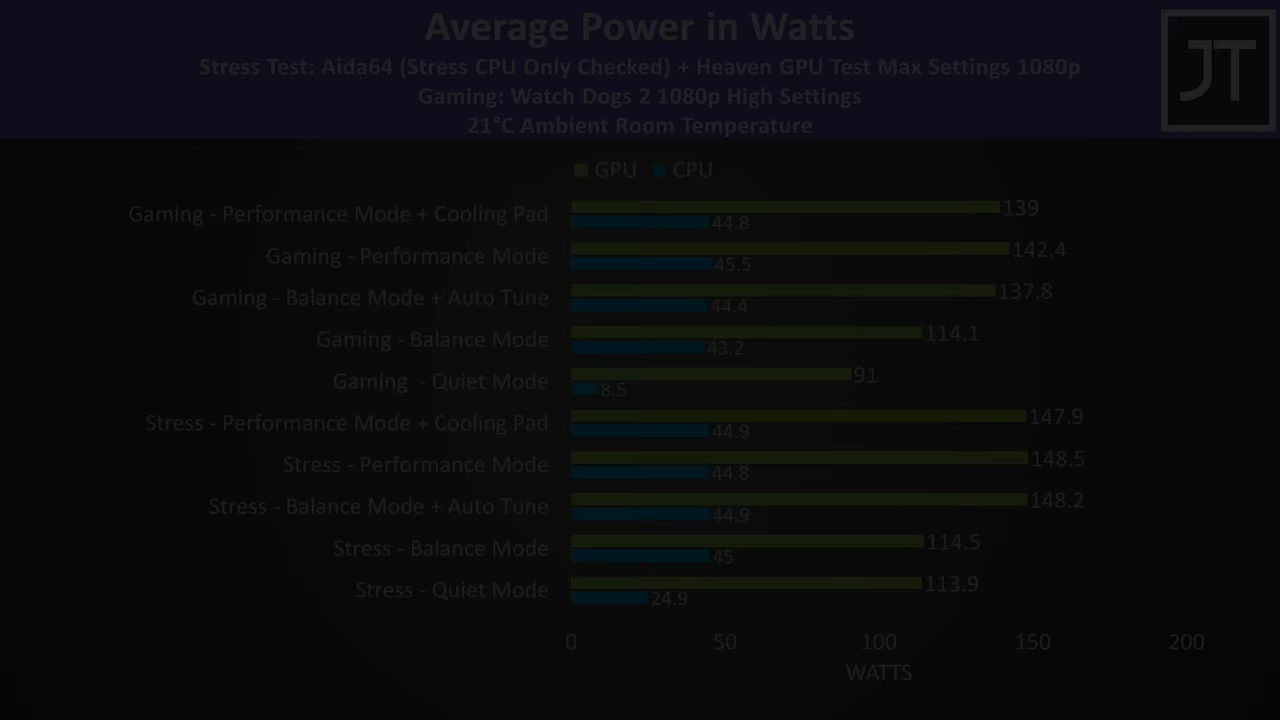 Average Power in Watts
JT
Stress Test: Aida64 (Stress CPU Only Checked) + Heaven GPU Test Max Settings 1080p
Gaming: Watch Dogs 2 1080p High Settings
21°C Ambient Room Temperature
GPU CPU
Gaming - Performance Mode + Cooling Pad 139
44.8
Gaming - Performance Mode 142.4
45.5
Gaming - Balance Mode + Auto Tune 137.8
44.4
Gaming - Balance Mode 114.1
43.2
Gaming - Quiet Mode 91
8.5
Stress - Performance Mode + Cooling Pad 147.9
44.9
Stress - Performance Mode 148.5
44.8
Stress - Balance Mode + Auto Tune 148.2
44.9
Stress - Balance Mode 114.5
45
Stress - Quiet Mode 113.9
24.9
0 50 100 150 200
WATTS